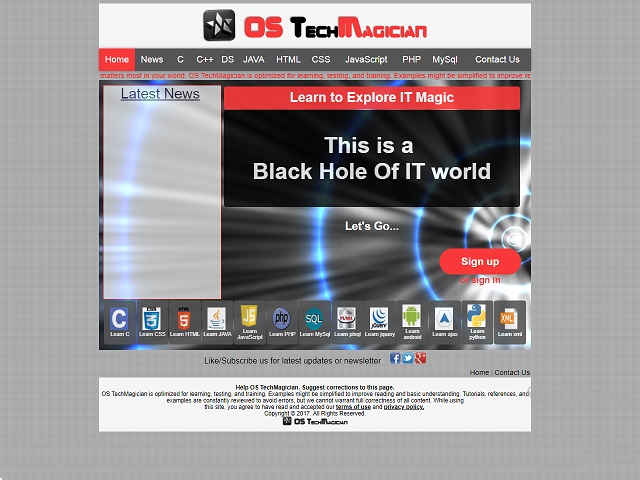 OS TechMagician
Home News C C++ DS JAVA HTML CSS JavaScript PHP MySql Contact Us
matters most in your world. OS TechMagician is optimized for learning, testing, and training. Examples might be simplified to improve re
Latest News
Learn to Explore IT Magic
This is a
Black Hole Of IT world
Let's Go...
Sign up
or sign in
Learn C
Learn CSS
Learn HTML
Learn JAVA
Learn JavaScript
Learn PHP
Learn MySql
Learn plsql
Learn jquery
Learn android
Learn ajax
Learn python
Learn xml
Like/Subscribe us for latest updates or newsletter
Home | Contact Us
Help OS TechMagician. Suggest corrections to this page.
OS TechMagician is optimized for learning, testing, and training. Examples might be simplified to improve reading and basic understanding. Tutorials, references, and
examples are constantly reviewed to avoid errors, but we cannot warrant full correctness of all content. While using
this site, you agree to have read and accepted our terms of use and privacy policy.
Copyright © 2017. All Rights Reserved.
OS TechMagician